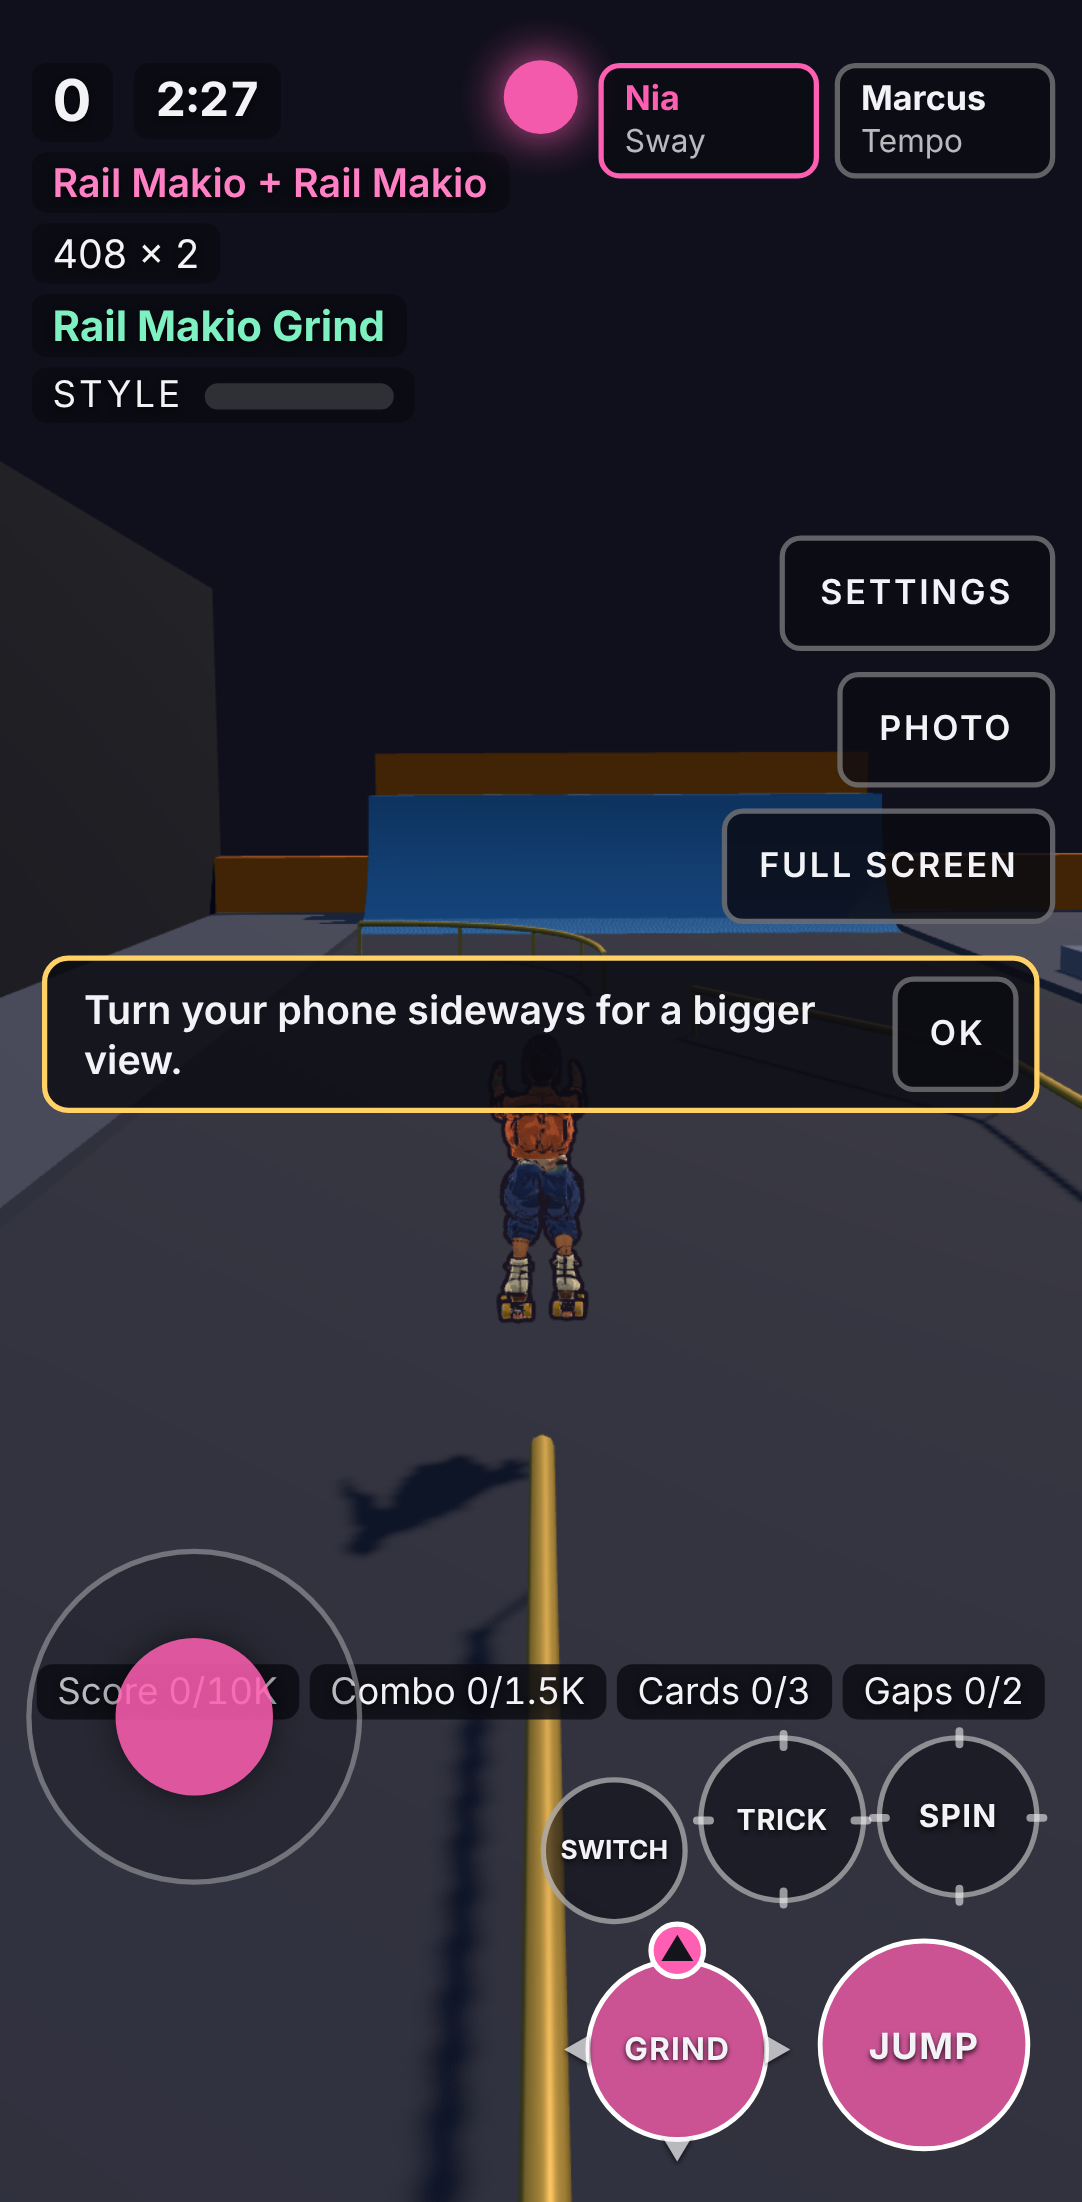 0
2:27
Nia
Sway
Marcus
Tempo
Rail Makio + Rail Makio
408 × 2
Rail Makio Grind
STYLE
SETTINGS
PHOTO
FULL SCREEN
Turn your phone sideways for a bigger
view.
OK
Score 0/10K
Combo 0/1.5K
Cards 0/3
Gaps 0/2
SWITCH
TRICK
SPIN
GRIND
JUMP